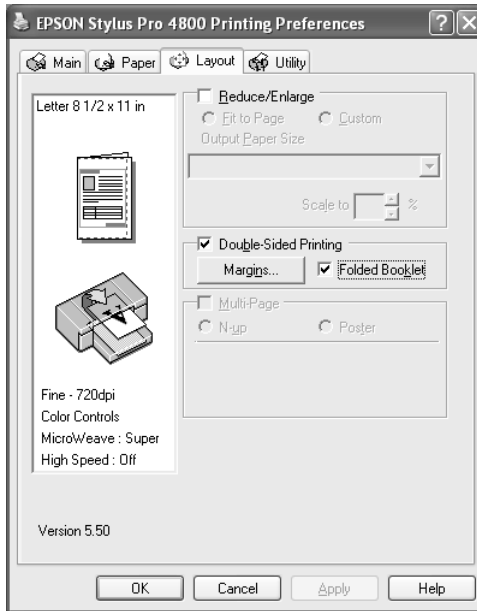 EPSON Stylus Pro 4800 Printing Preferences
Main Paper Layout Utility
Letter 8 1/2 x 11 in
Reduce/Enlarge
Fit to Page Custom
Output Paper Size
Scale to %
Double-Sided Printing
Margins... Folded Booklet
Multi-Page
N-up Poster
Fine - 720dpi
Color Controls
MicroWeave : Super
High Speed : Off
Version 5.50
OK Cancel Apply Help